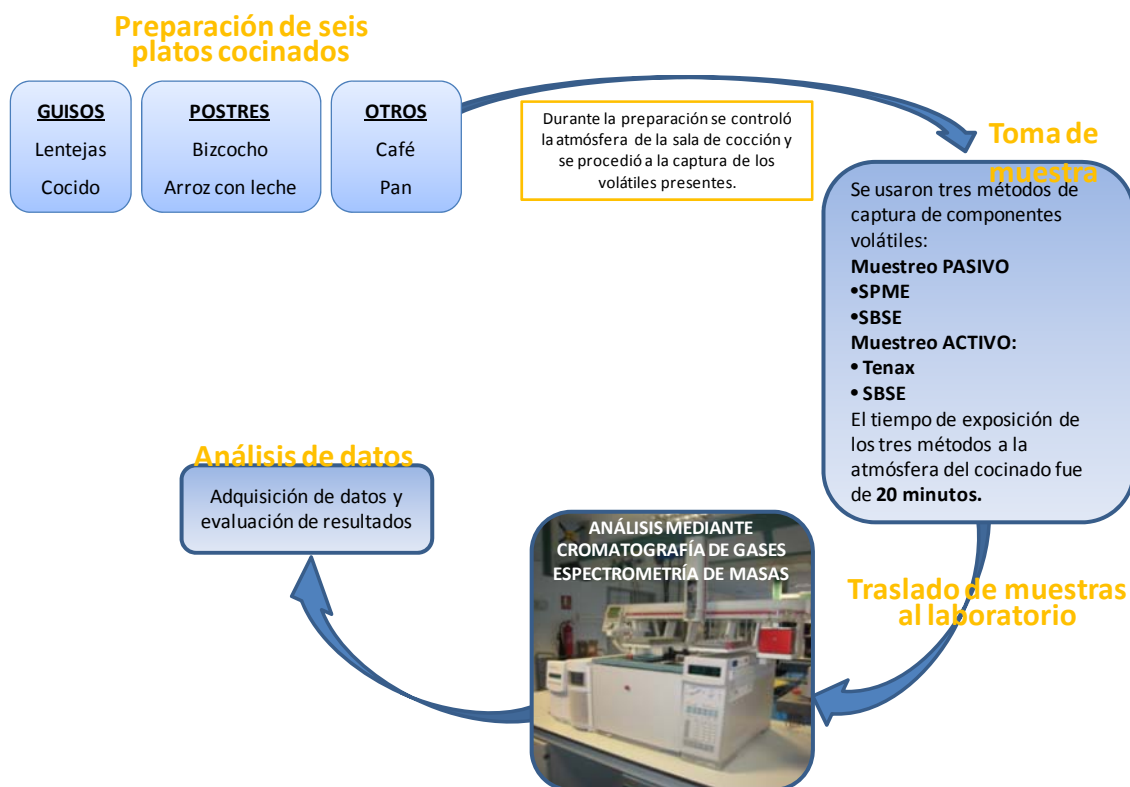 Preparación de seis
platos cocinados
GUISOS
Lentejas
Cocido
POSTRES
Bizcocho
Arroz con leche
OTROS
Café
Pan
Durante la preparación se controló
la atmósfera de la sala de cocción y
se procedió a la captura de los
volátiles presentes.
Toma de
muestra
Se usaron tres métodos de
captura de componentes
volátiles:
Muestreo PASIVO
•SPME
•SBSE
Muestreo ACTIVO:
• Tenax
• SBSE
El tiempo de exposición de
los tres métodos a la
atmósfera del cocinado fue
de 20 minutos.
Traslado de muestras
al laboratorio
ANÁLISIS MEDIANTE
CROMATOGRAFÍA DE GASES
ESPECTROMETRÍA DE MASAS
Análisis de datos
Adquisición de datos y
evaluación de resultados